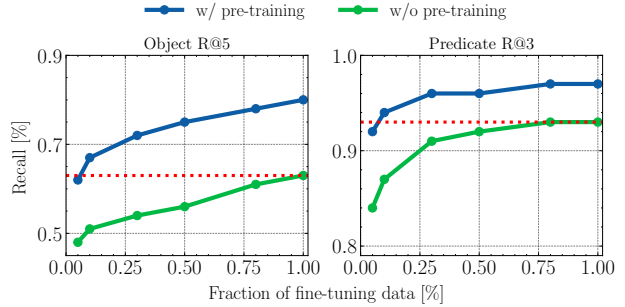 w/ pre-training
w/o pre-training
Object R@5
Predicate R@3
Recall [%]
0.9
0.7
0.5
0.00
0.25
0.50
0.75
1.00
1.0
0.9
0.8
0.00
0.25
0.50
0.75
1.00
Fraction of fine-tuning data [%]